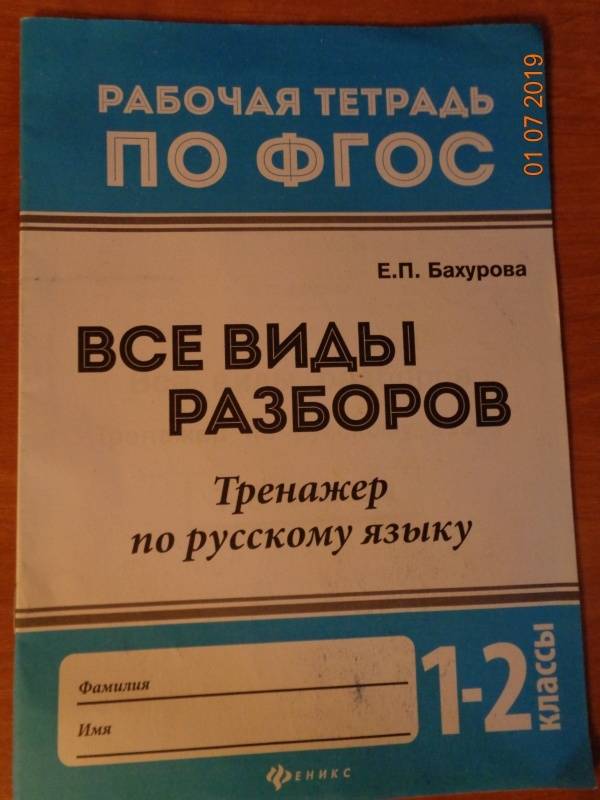 РАБОЧАЯ ТЕТРАДЬ
ПО ФГОС
01 07 2019
Е.П. Бахурова
ВСЕ ВИДЫ
РАЗБОРОВ
Тренажер
по русскому языку
Фамилия
Имя
1-2 классы
ФЕНИКС